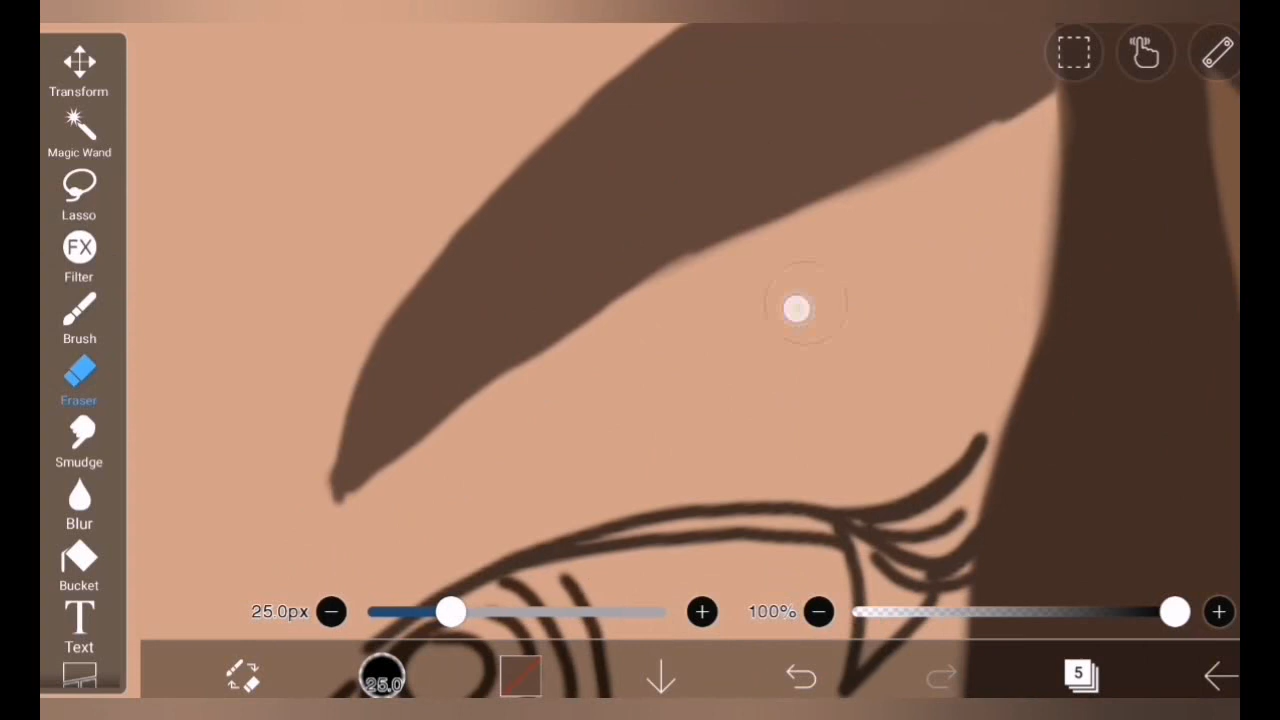 Transform
Magic Wand
Lasso
FX
Filter
Brush
Eraser
Smudge
Blur
Bucket
T
Text
25.0px
100%
25.0
5